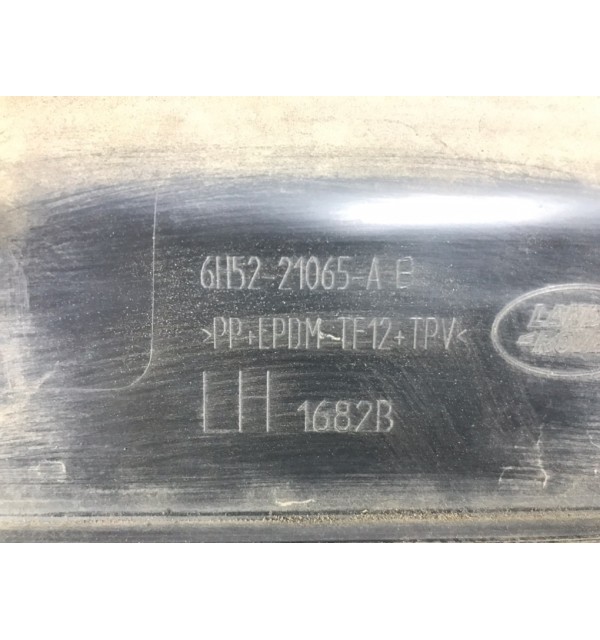 6H52-21065-A B
>PP+EPDM-TF12+TPV<
LH 1682B